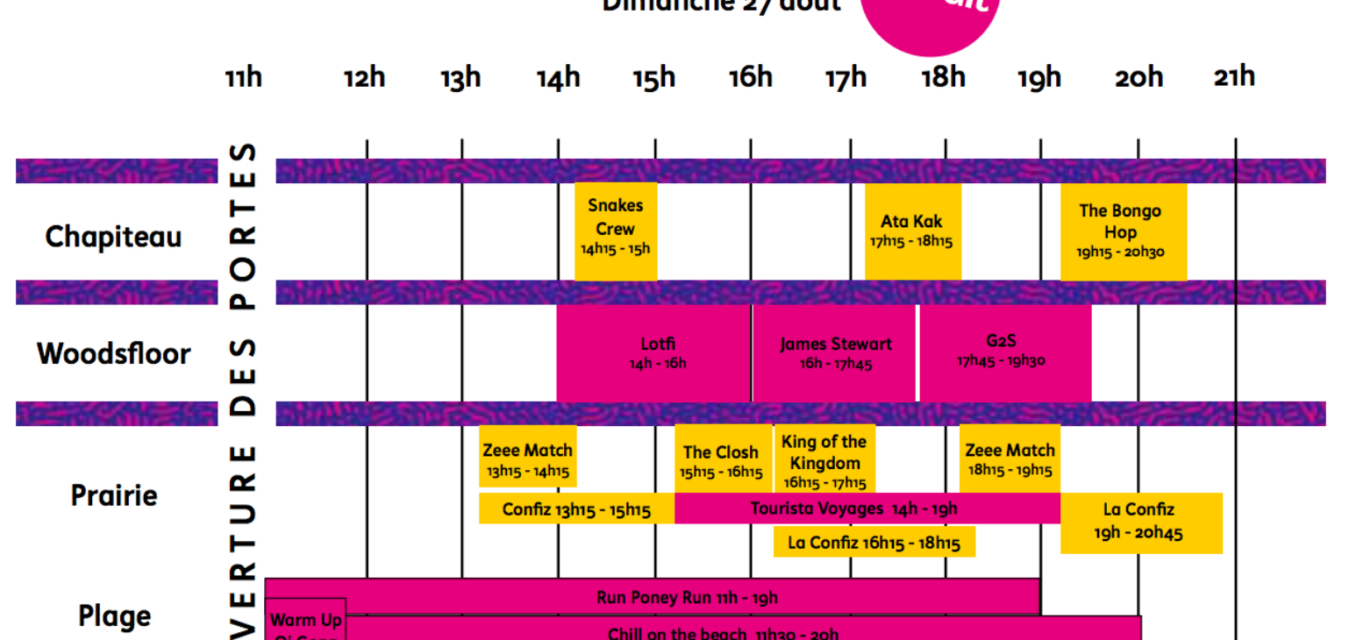 Dimanche 27 août
11h 12h 13h 14h 15h 16h 17h 18h 19h 20h 21h
OUVERTURE DES PORTES
Chapiteau
Snakes
Crew
14h15 - 15h
Ata Kak
17h15 - 18h15
The Bongo
Hop
19h15 - 20h30
Woodsfloor
Lotfi
14h - 16h
James Stewart
16h - 17h45
G2S
17h45 - 19h30
Prairie
Zeee Match
13h15 - 14h15
The Closh
15h15 - 16h15
King of the
Kingdom
16h15 - 17h15
Zeee Match
18h15 - 19h15
Confiz 13h15 - 15h15
Tourista Voyages 14h - 19h
La Confiz
19h - 20h45
La Confiz 16h15 - 18h15
Plage
Run Poney Run 11h - 19h
Warm Up
Chill on the beach 11h30 - 20h